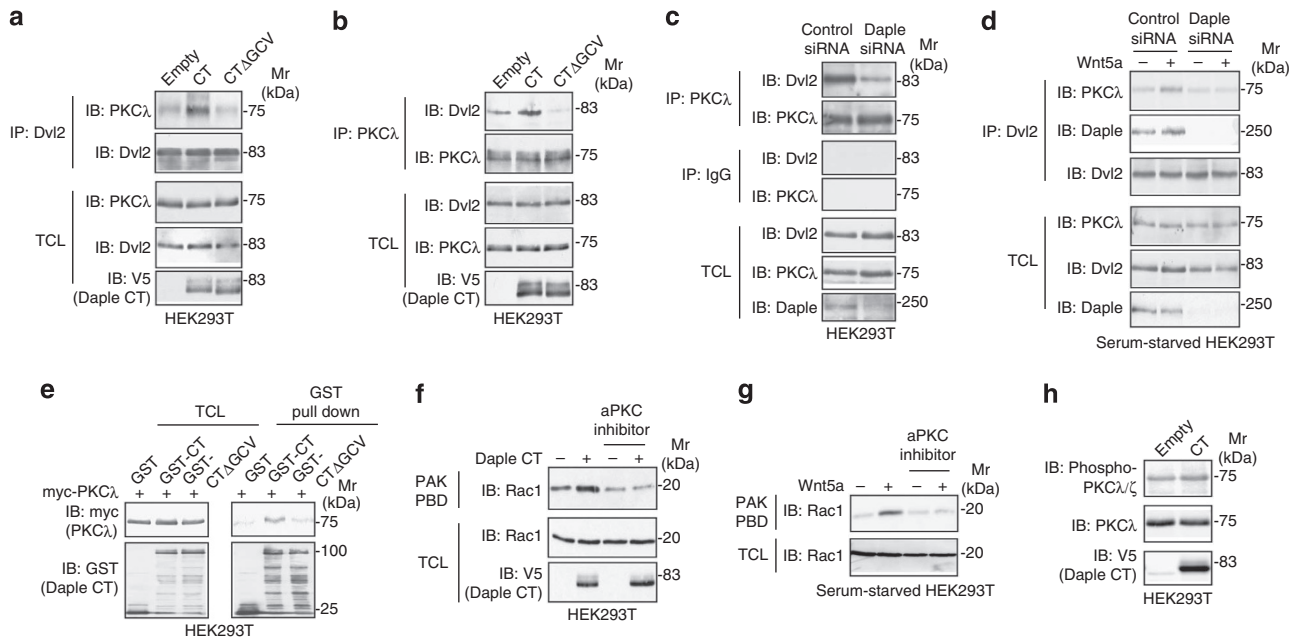 a
Empty
CT
CTΔGCV
Mr
(kDa)
IP: Dvl2
IB: PKCλ
-75
IB: Dvl2
-83
TCL
IB: PKCλ
-75
IB: Dvl2
-83
IB: V5
(Daple CT)
-83
HEK293T
b
Empty
CT
CTΔGCV
Mr
(kDa)
IP: PKCλ
IB: Dvl2
-83
IB: PKCλ
-75
TCL
IB: Dvl2
-83
IB: PKCλ
-75
IB: V5
(Daple CT)
-83
HEK293T
c
Control
siRNA
Daple
siRNA
Mr
(kDa)
IP: PKCλ
IB: Dvl2
-83
IB: PKCλ
-75
IP: IgG
IB: Dvl2
-83
IB: PKCλ
-75
TCL
IB: Dvl2
-83
IB: PKCλ
-75
IB: Daple
-250
HEK293T
d
Control
siRNA
Daple
siRNA
Mr
(kDa)
Wnt5a − + − +
IP: Dvl2
IB: PKCλ
-75
IB: Daple
-250
IB: Dvl2
-83
TCL
IB: PKCλ
-75
IB: Dvl2
-83
IB: Daple
-250
Serum-starved HEK293T
e
TCL
GST
pull down
GST
GST-CT
GST-
CTΔGCV
GST
GST-CT
GST-
CTΔGCV
Mr
(kDa)
myc-PKCλ + + + + + +
IB: myc
(PKCλ)
-75
IB: GST
(Daple CT)
-100
-25
HEK293T
f
aPKC
inhibitor
Mr
(kDa)
Daple CT − + − +
PAK
PBD
IB: Rac1
-20
TCL
IB: Rac1
-20
IB: V5
(Daple CT)
-83
HEK293T
g
aPKC
inhibitor
Mr
(kDa)
Wnt5a − + − +
PAK
PBD
IB: Rac1
-20
TCL
IB: Rac1
-20
Serum-starved HEK293T
h
Empty
CT
Mr
(kDa)
IB: Phospho-
PKCλ/ζ
-75
IB: PKCλ
-75
IB: V5
(Daple CT)
-83
HEK293T